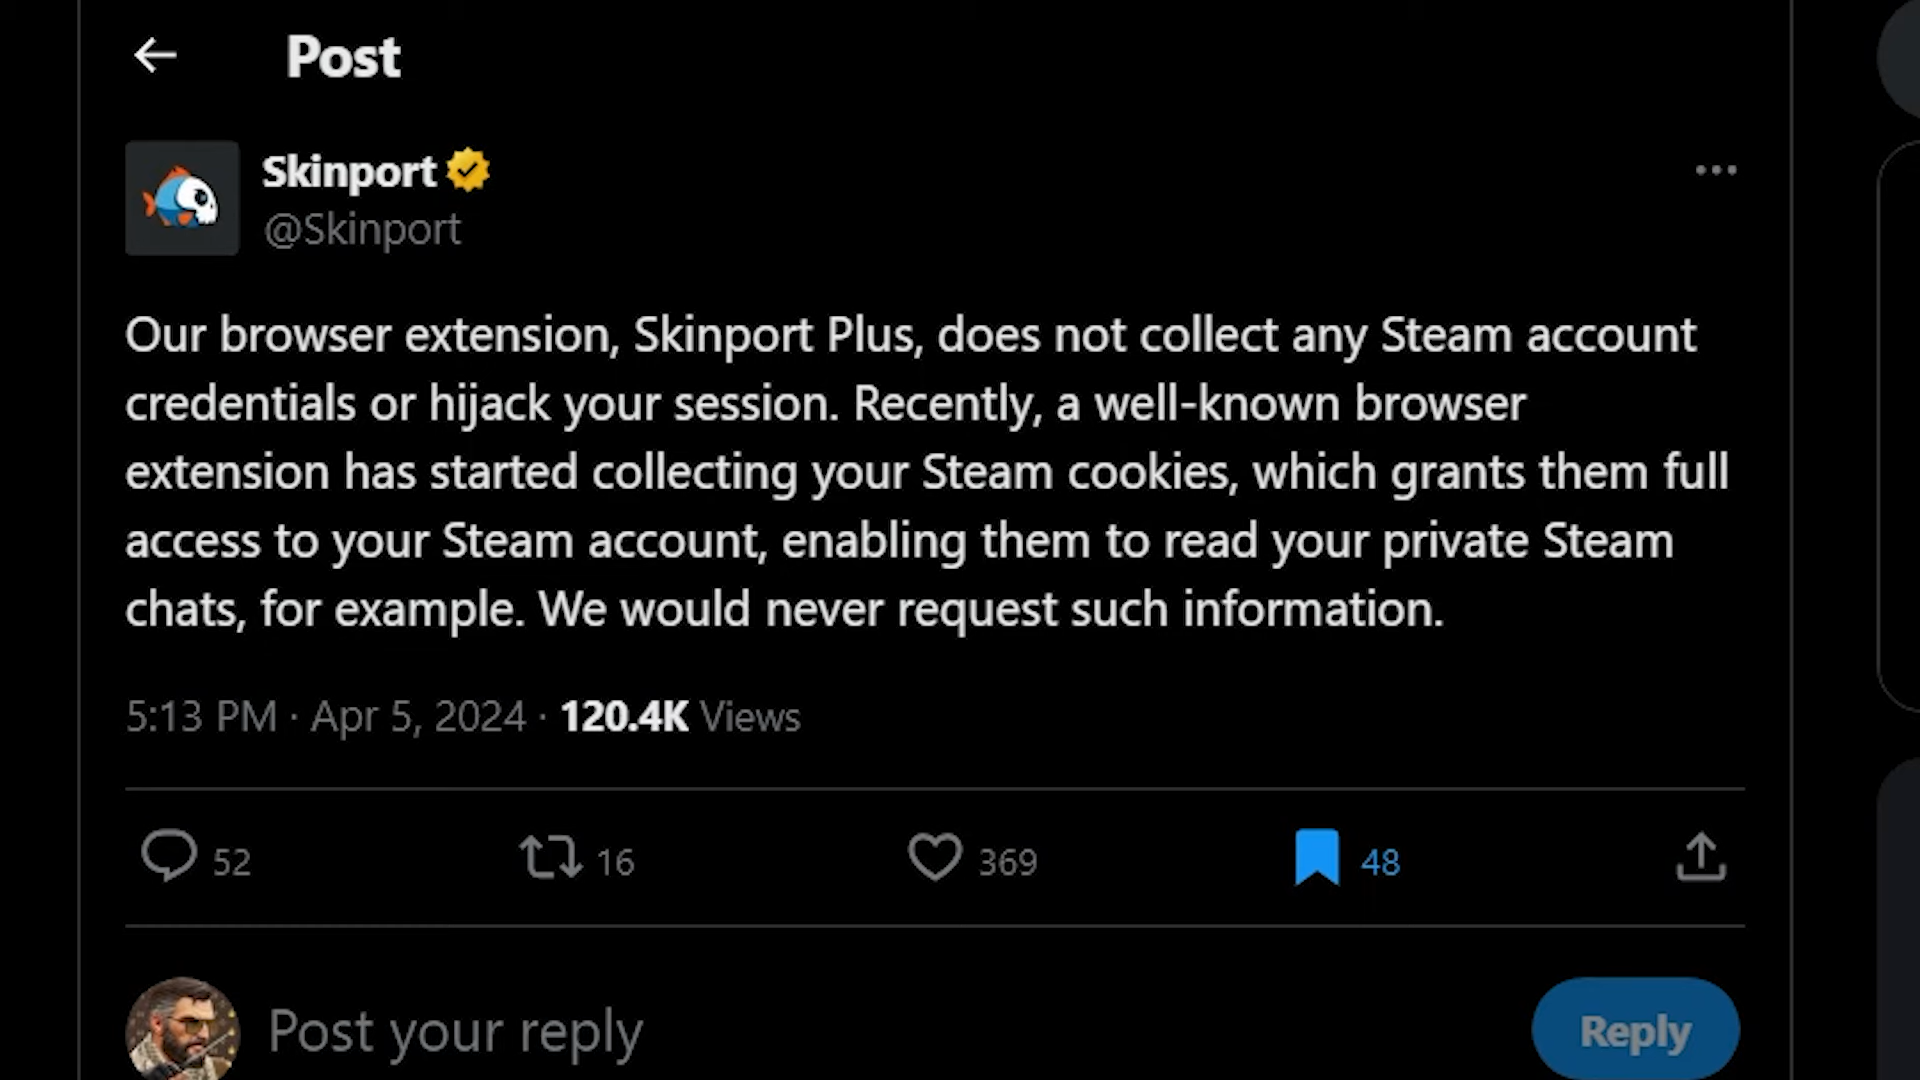 Post
Skinport
@Skinport
Our browser extension, Skinport Plus, does not collect any Steam account
credentials or hijack your session. Recently, a well-known browser
extension has started collecting your Steam cookies, which grants them full
access to your Steam account, enabling them to read your private Steam
chats, for example. We would never request such information.
5:13 PM · Apr 5, 2024 · 120.4K Views
52 16 369 48
Post your reply Reply